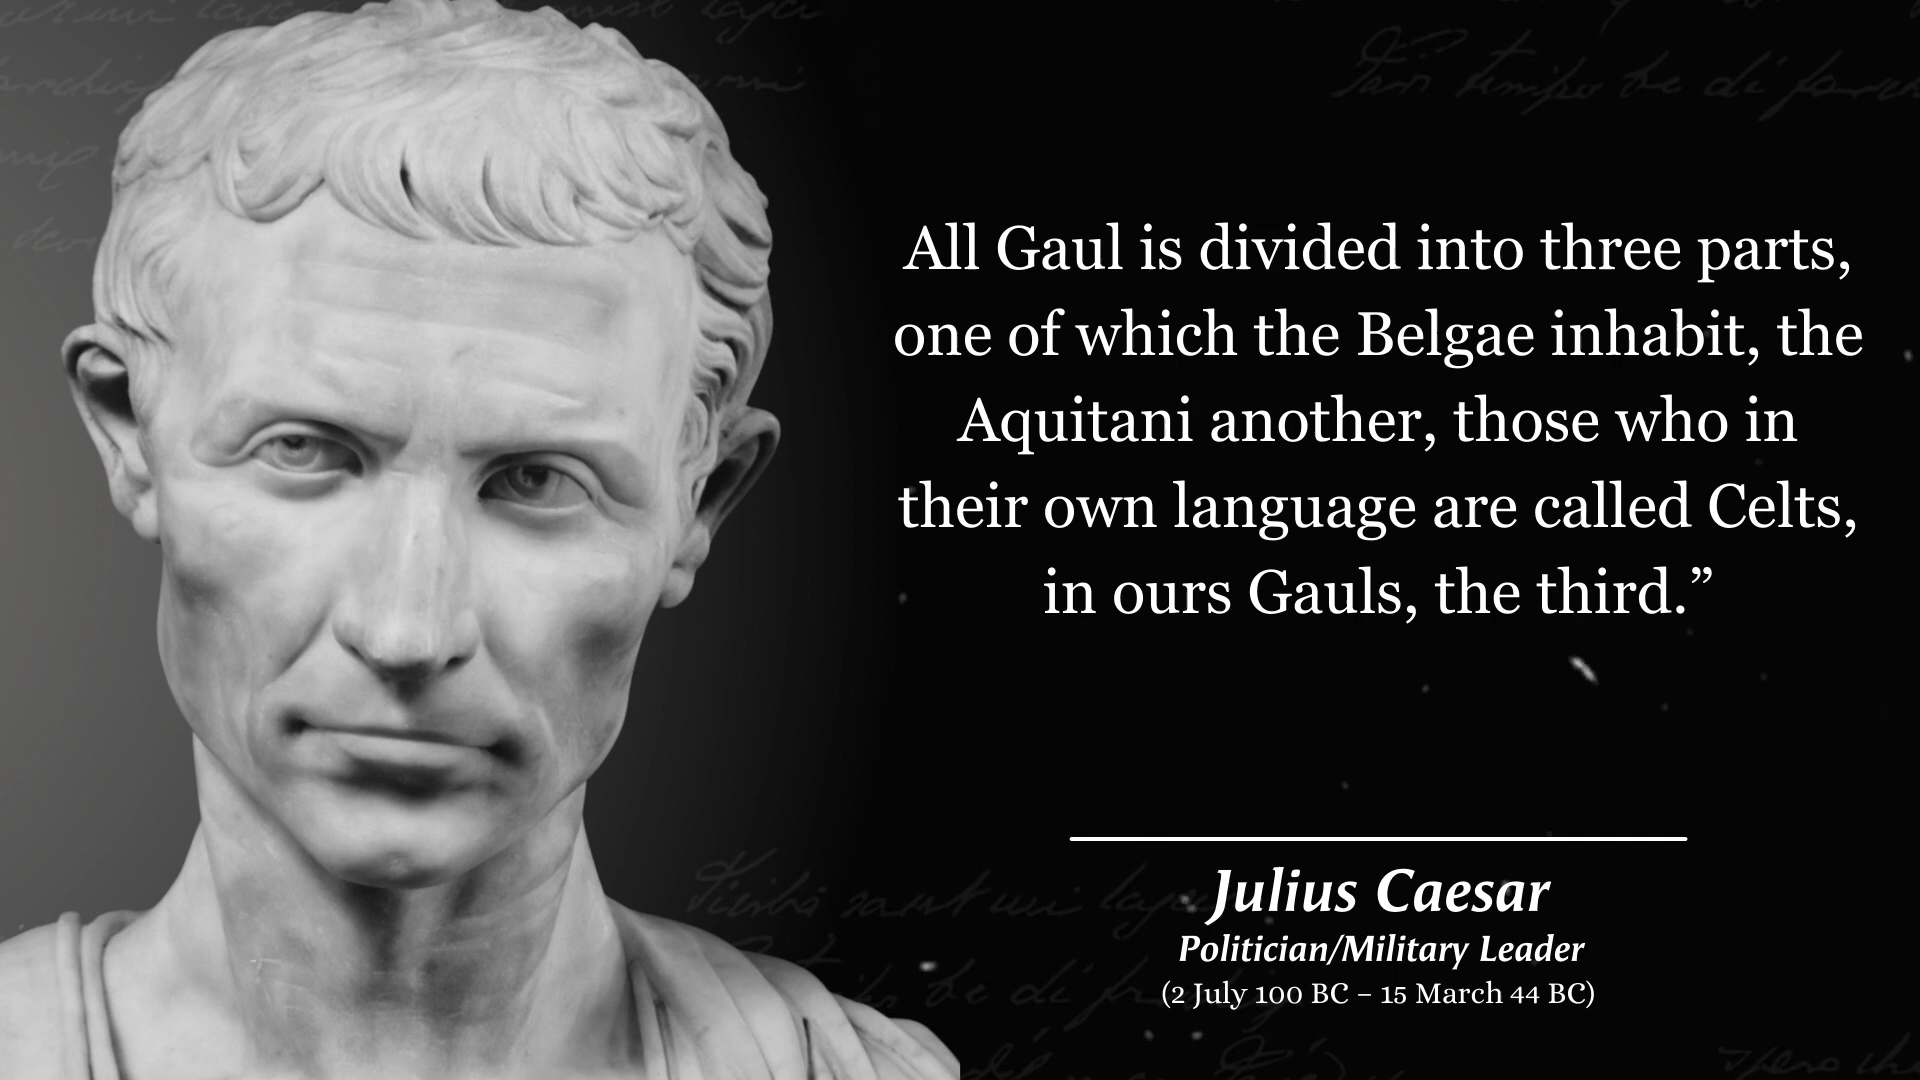 All Gaul is divided into three parts,
one of which the Belgae inhabit, the
Aquitani another, those who in
their own language are called Celts,
in ours Gauls, the third.”
Julius Caesar
Politician/Military Leader
(2 July 100 BC – 15 March 44 BC)